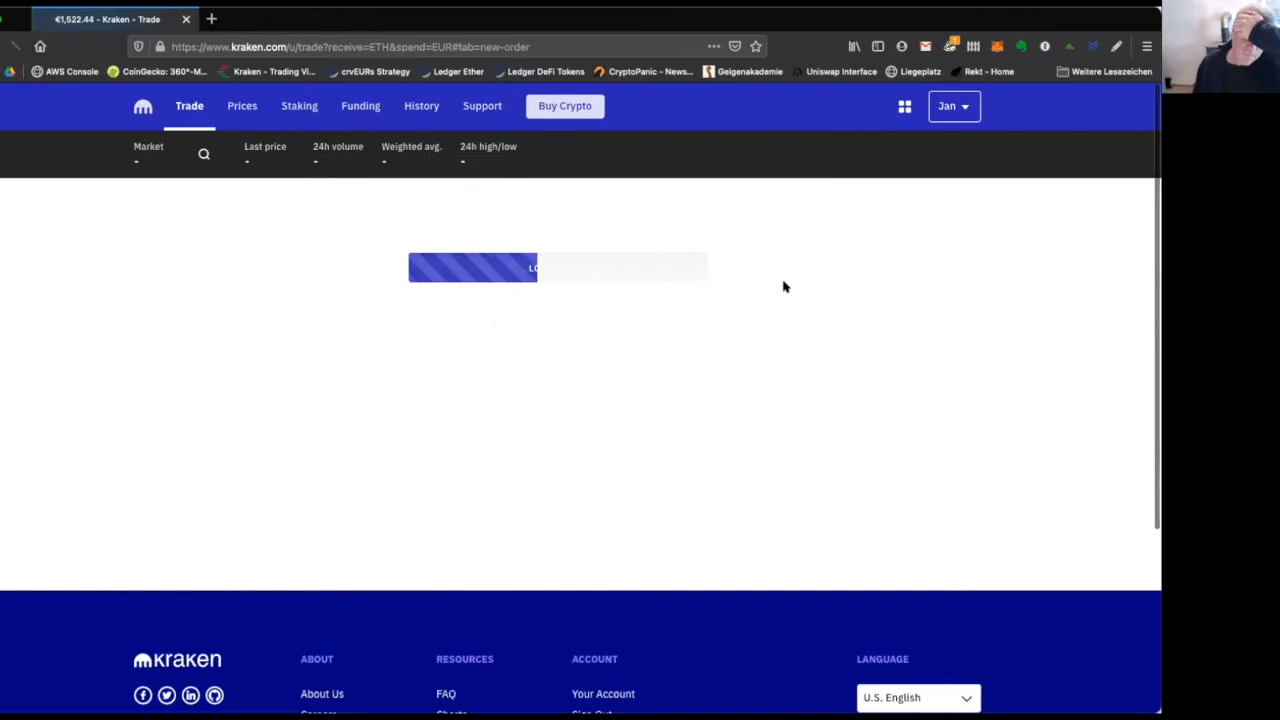 €1,522.44 - Kraken - Trade
https://www.kraken.com/u/trade?receive=ETH&spend=EUR#tab=new-order
AWS Console CoinGecko: 360°-M... Kraken - Trading Vi... crvEURs Strategy Ledger Ether Ledger DeFi Tokens CryptoPanic - News... Geigenakademie Uniswap Interface Liegeplatz Rekt - Home Weitere Lesezeichen
Trade Prices Staking Funding History Support Buy Crypto Jan
Market Last price 24h volume Weighted avg. 24h high/low
- - - - -
LO
kraken ABOUT RESOURCES ACCOUNT LANGUAGE
About Us FAQ Your Account U.S. English